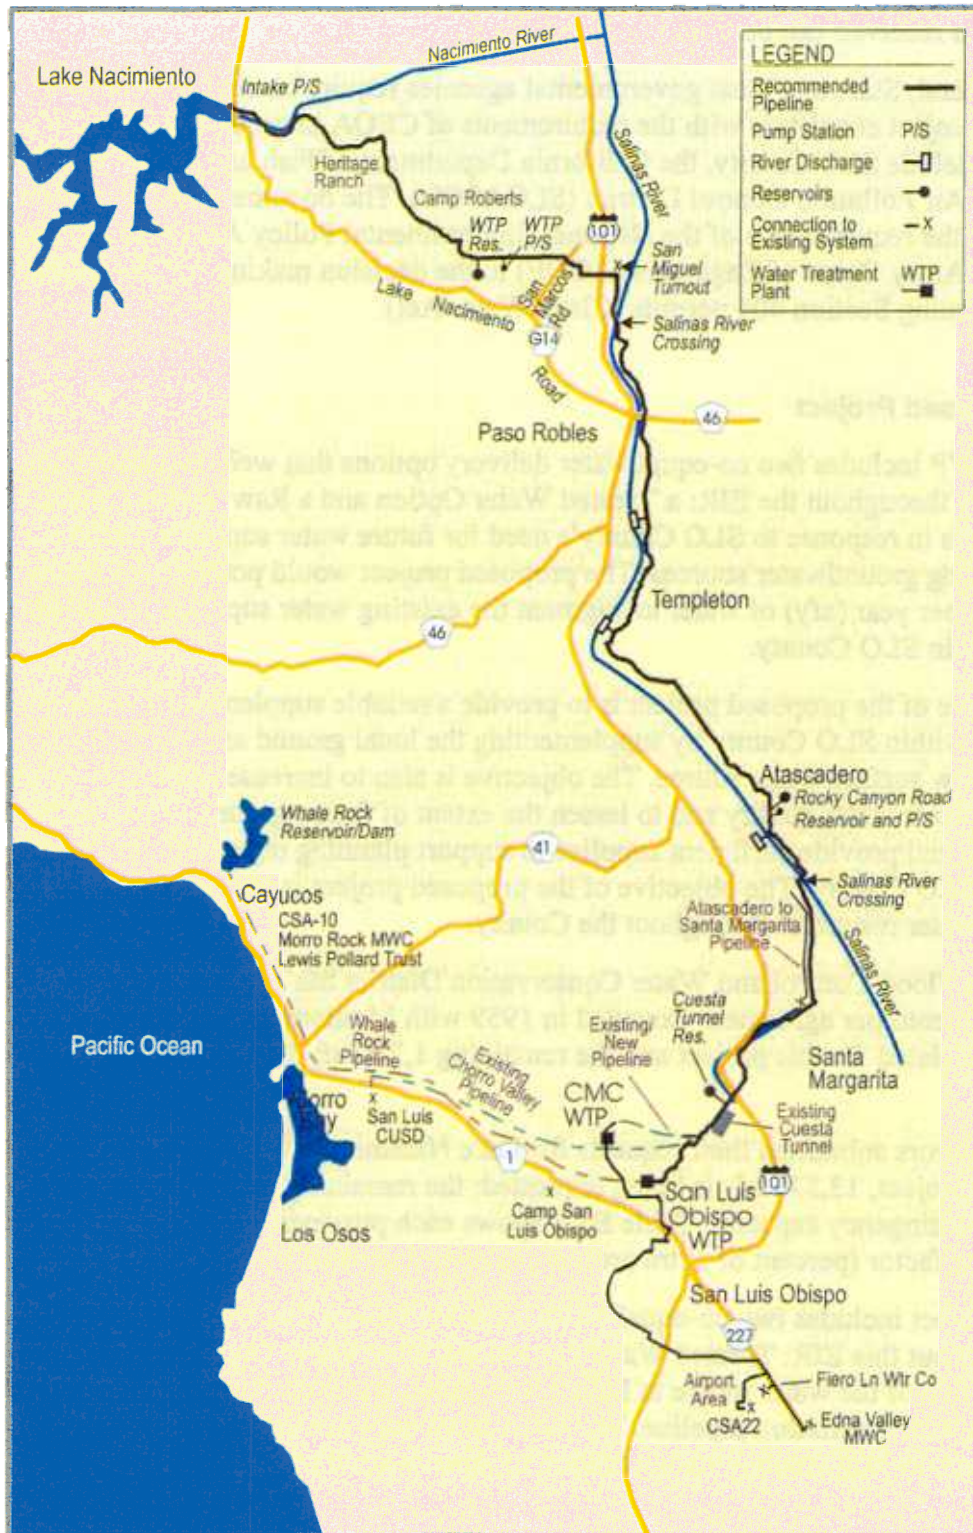 Lake Nacimiento
Intake P/S
Nacimiento River
LEGEND
Recommended
Pipeline
Pump Station P/S
River Discharge
Reservoirs
Connection to
Existing System
X
Water Treatment
Plant
WTP
Salinas River
Heritage
Ranch
Camp Roberts
WTP
Res.
WTP
P/S
101
San
Miguel
Turnout
San
Marcos
Rd
Lake Nacimiento
Road
G14
Salinas River
Crossing
46
Paso Robles
Templeton
46
Atascadero
Rocky Canyon Road
Reservoir and P/S
Whale Rock
Reservoir/Dam
41
Cayucos
CSA-10
Morro Rock MWC
Lewis Pollard Trust
Salinas River
Crossing
Atascadero to
Santa Margarita
Pipeline
Salinas River
Cuesta
Tunnel
Res.
Existing/
New
Pipeline
Whale
Rock
Pipeline
Existing
Chorro Valley
Pipeline
Pacific Ocean
Santa
Margarita
Morro
Bay
X
San Luis
CUSD
CMC
WTP
Existing
Cuesta
Tunnel
1
X
Camp San
Luis Obispo
101
San Luis
Obispo
WTP
Los Osos
San Luis Obispo
227
Airport
Area
Fiero Ln Wtr Co
X
CSA22
Edna Valley
MWC